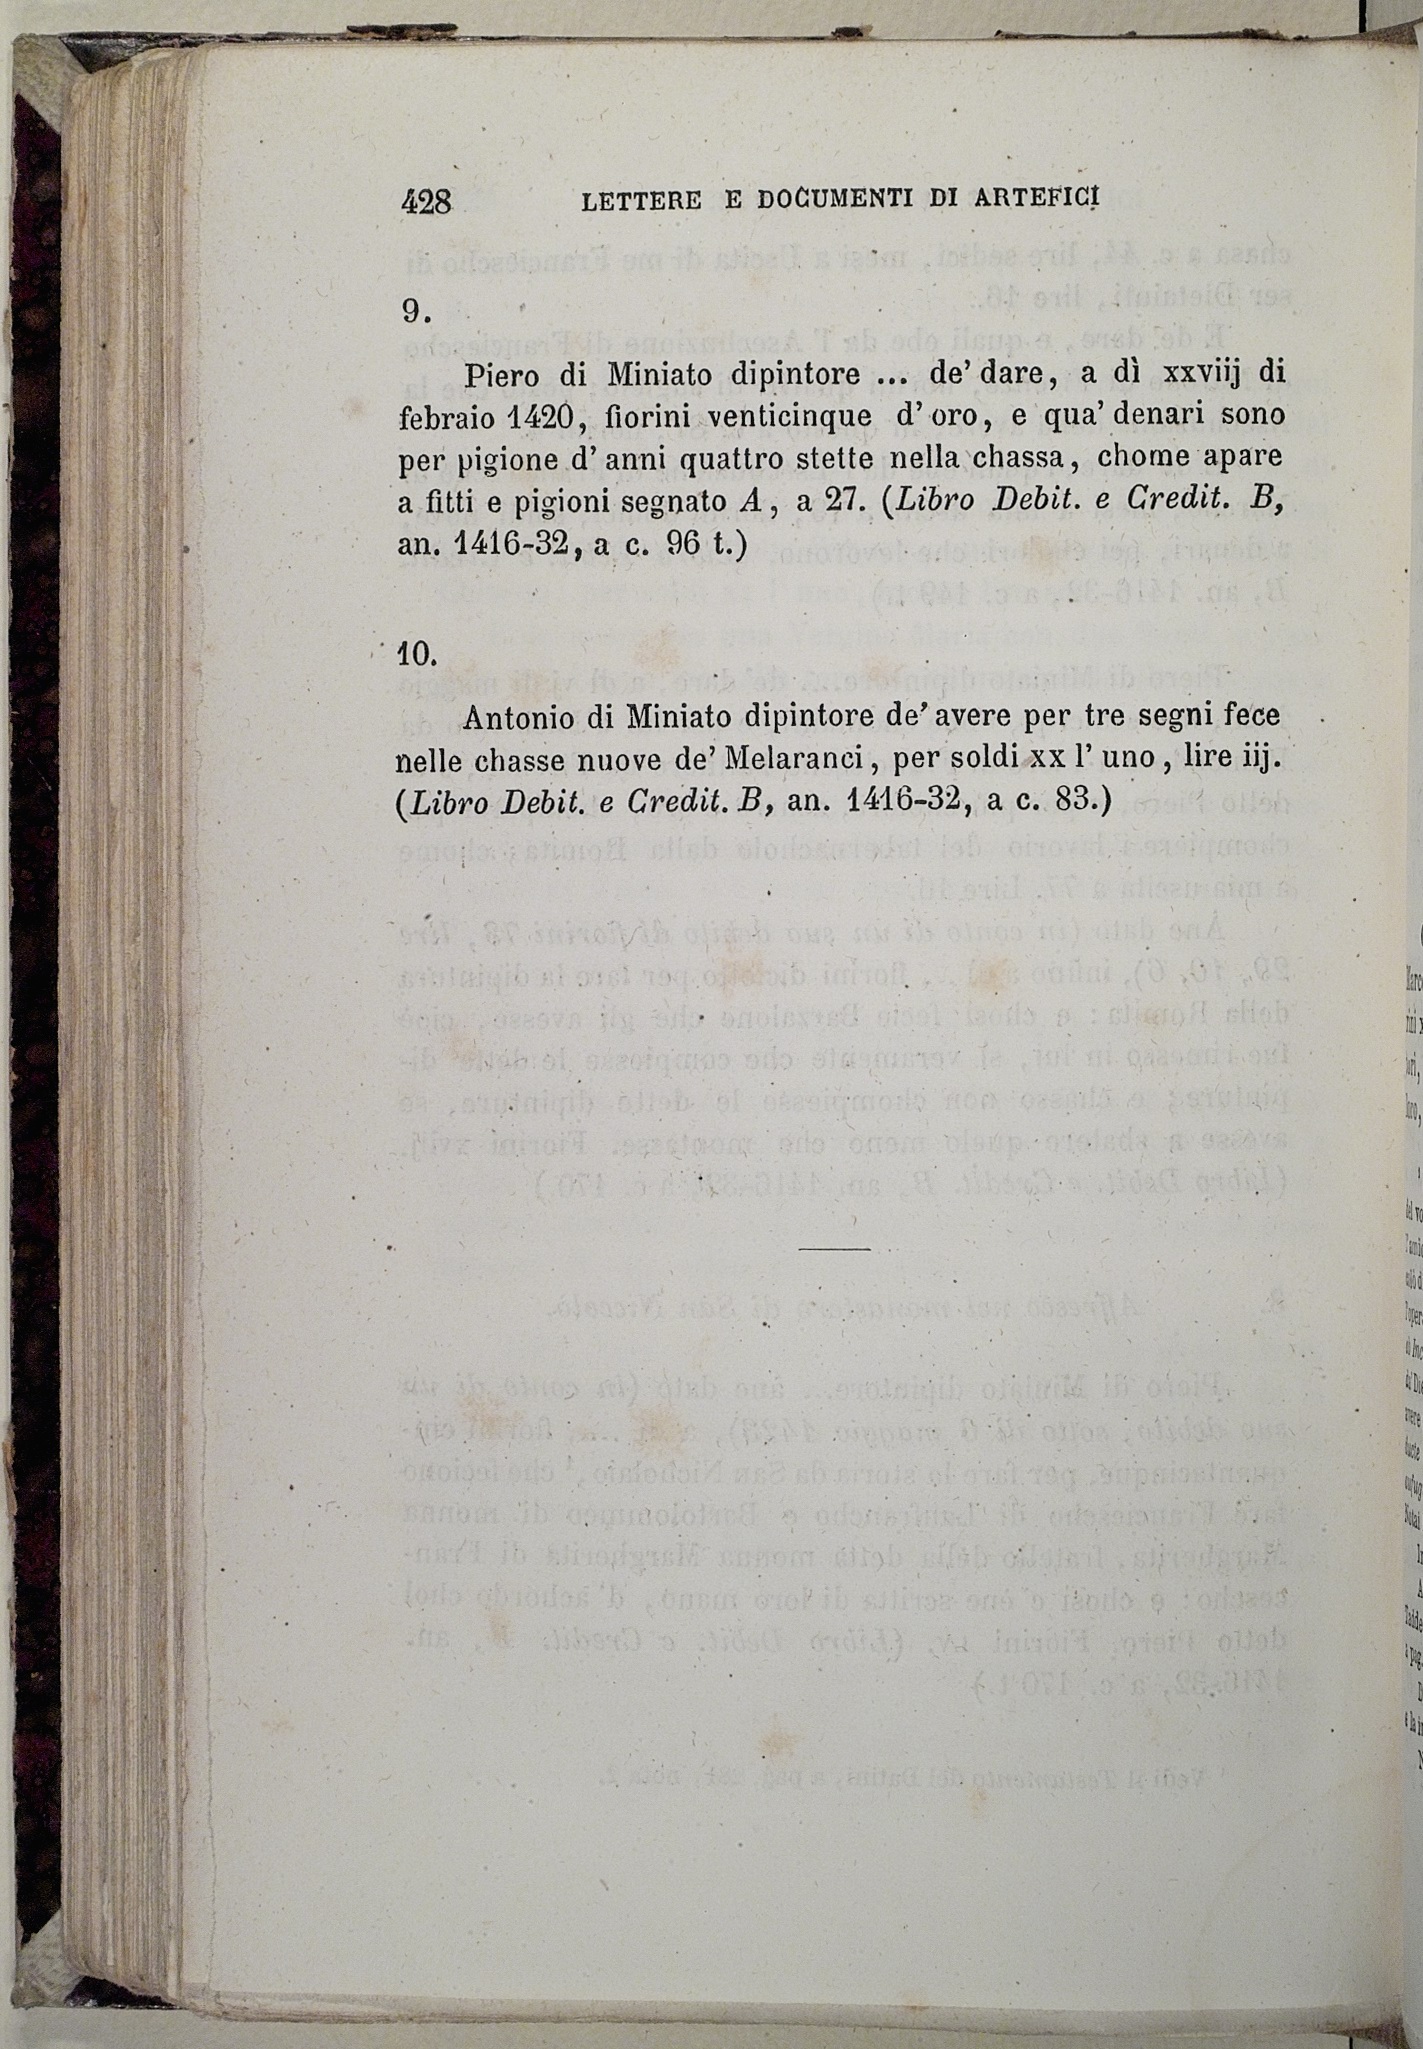 428 LETTERE E DOCUMENTI DI ARTEFICI
9.
Piero di Miniato dipintore ... de' dare, a dì xxviij di
febraio 1420, fiorini venticinque d' oro, e qua' denari sono
per pigione d' anni quattro stette nella chassa, chome apare
a fitti e pigioni segnato A, a 27. (Libro Debit. e Credit. B,
an. 1416-32, a c. 96 t.)
10.
Antonio di Miniato dipintore de' avere per tre segni fece
nelle chasse nuove de' Melaranci, per soldi xx l' uno, lire iij.
(Libro Debit. e Credit. B, an. 1416-32, a c. 83.)